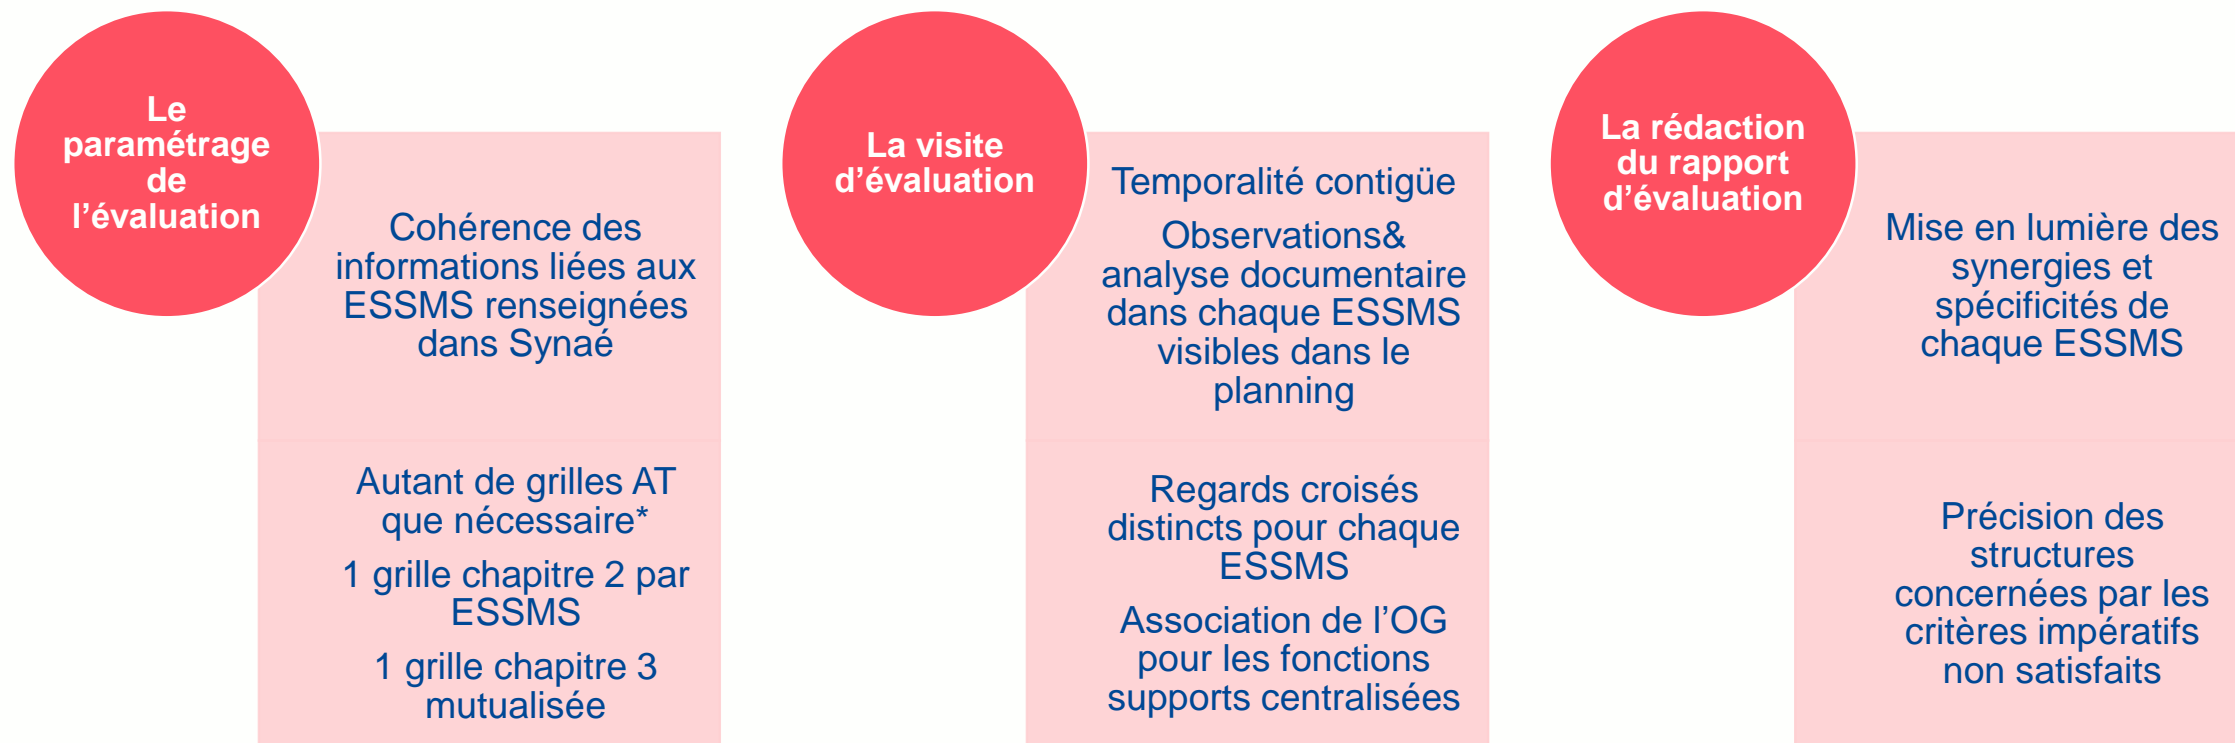 Le
paramétrage
de
l'évaluation
Cohérence des
informations liées aux
ESSMS renseignées
dans Synaé
Autant de grilles AT
que nécessaire*
1 grille chapitre 2 par
ESSMS
1 grille chapitre 3
mutualisée
La visite
d'évaluation
Temporalité contigüe
Observations&
analyse documentaire
dans chaque ESSMS
visibles dans le
planning
Regards croisés
distincts pour chaque
ESSMS
Association de l'OG
pour les fonctions
supports centralisées
La rédaction
du rapport
d'évaluation
Mise en lumière des
synergies et
spécificités de
chaque ESSMS
Précision des
structures
concernées par les
critères impératifs
non satisfaits